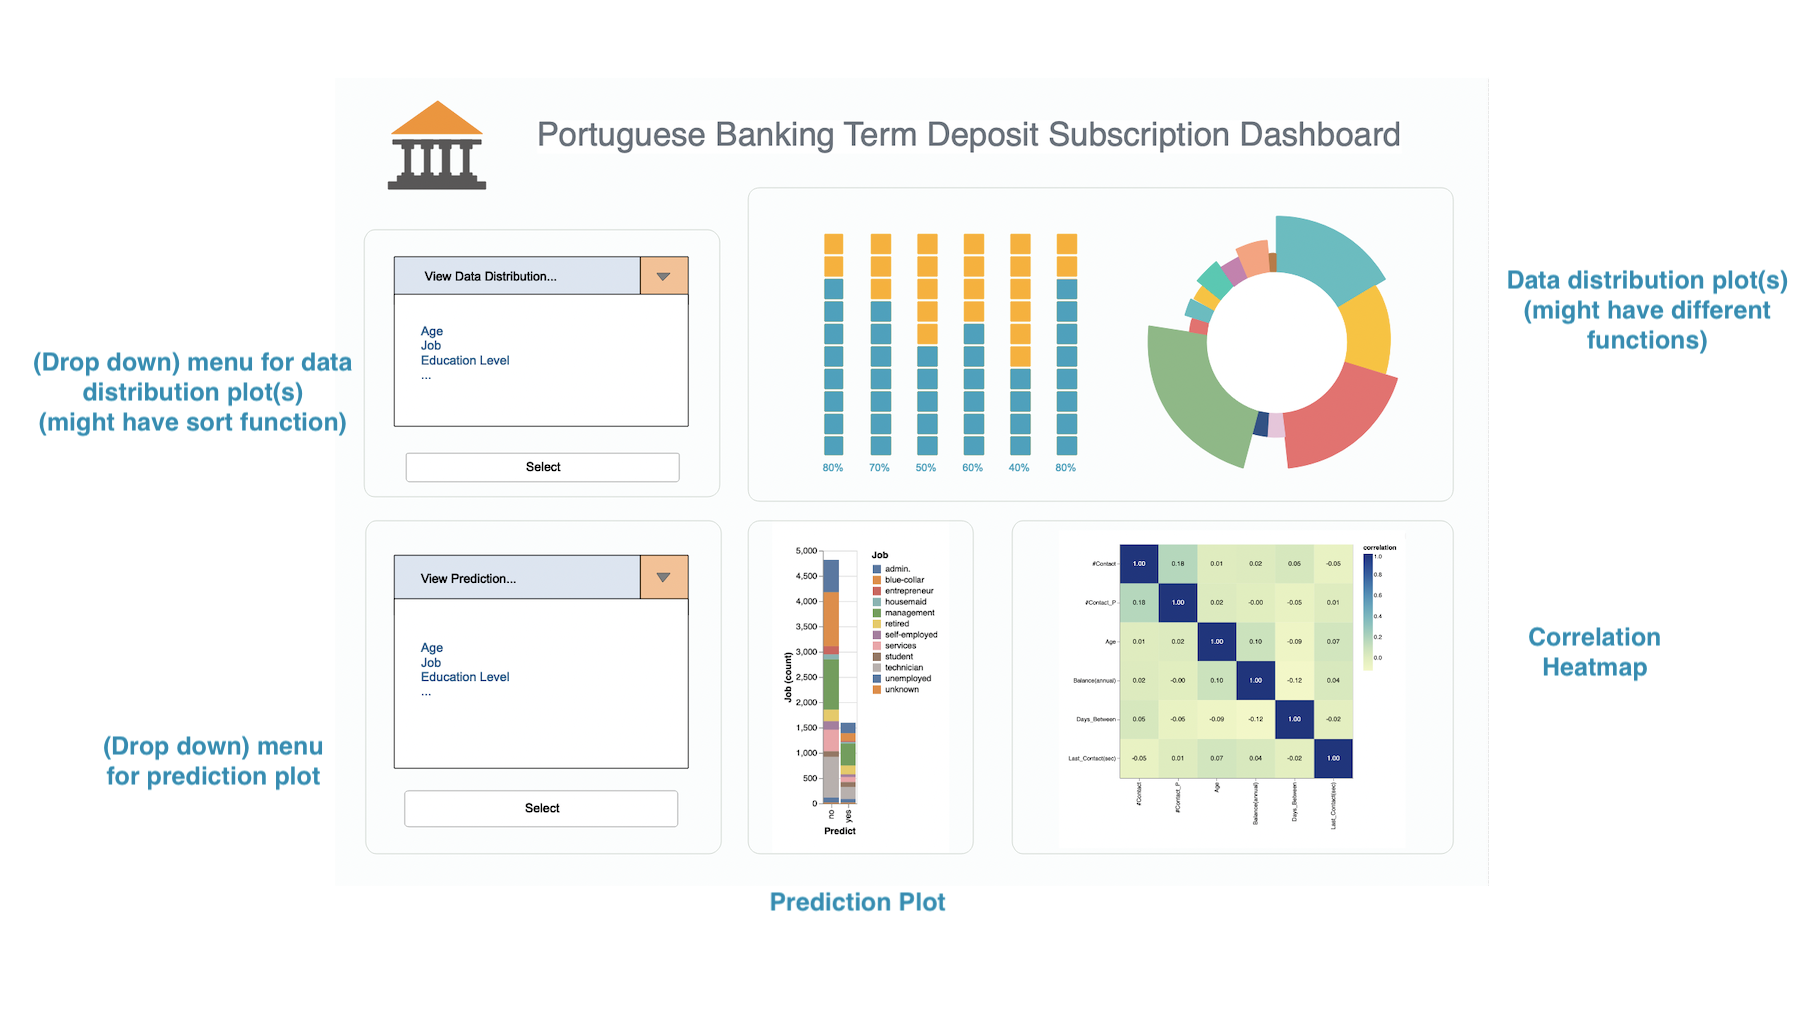 Portuguese Banking Term Deposit Subscription Dashboard
View Data Distribution...
Age
Job
Education Level
...
Select
(Drop down) menu for data
distribution plot(s)
(might have sort function)
80% 70% 50% 60% 40% 80%
Data distribution plot(s)
(might have different
functions)
View Prediction...
Age
Job
Education Level
...
Select
(Drop down) menu
for prediction plot
5,000
4,500
4,000
3,500
3,000
2,500
2,000
1,500
1,000
500
0
Job (count)
no
yes
Predict
Job
admin.
blue-collar
entrepreneur
housemaid
management
retired
self-employed
services
student
technician
unemployed
unknown
Prediction Plot
#Contact 1.00 0.18 0.01 0.02 0.05 -0.05
#Contact_P 0.18 1.00 0.02 -0.00 -0.05 0.01
Age 0.01 0.02 1.00 0.10 -0.09 0.07
Balance(annual) 0.02 -0.00 0.10 1.00 -0.12 0.04
Days_Between 0.05 -0.05 -0.09 -0.12 1.00 -0.02
Last_Contact(sec) -0.05 0.01 0.07 0.04 -0.02 1.00
#Contact
#Contact_P
Age
Balance(annual)
Days_Between
Last_Contact(sec)
correlation
1.0
0.8
0.6
0.4
0.2
0.0
Correlation
Heatmap